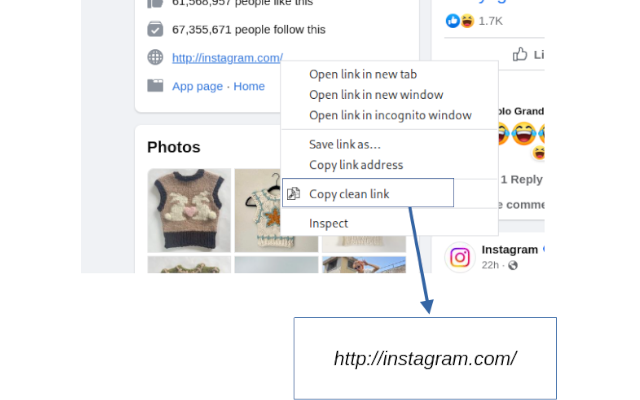 61,568,957 people like this
67,355,671 people follow this
http://instagram.com/
App page · Home
Photos
Open link in new tab
Open link in new window
Open link in incognito window
Save link as...
Copy link address
Copy clean link
Inspect
1.7K
Li
olo Grand
1 Reply
e comme
Instagram
22h ·
http://instagram.com/